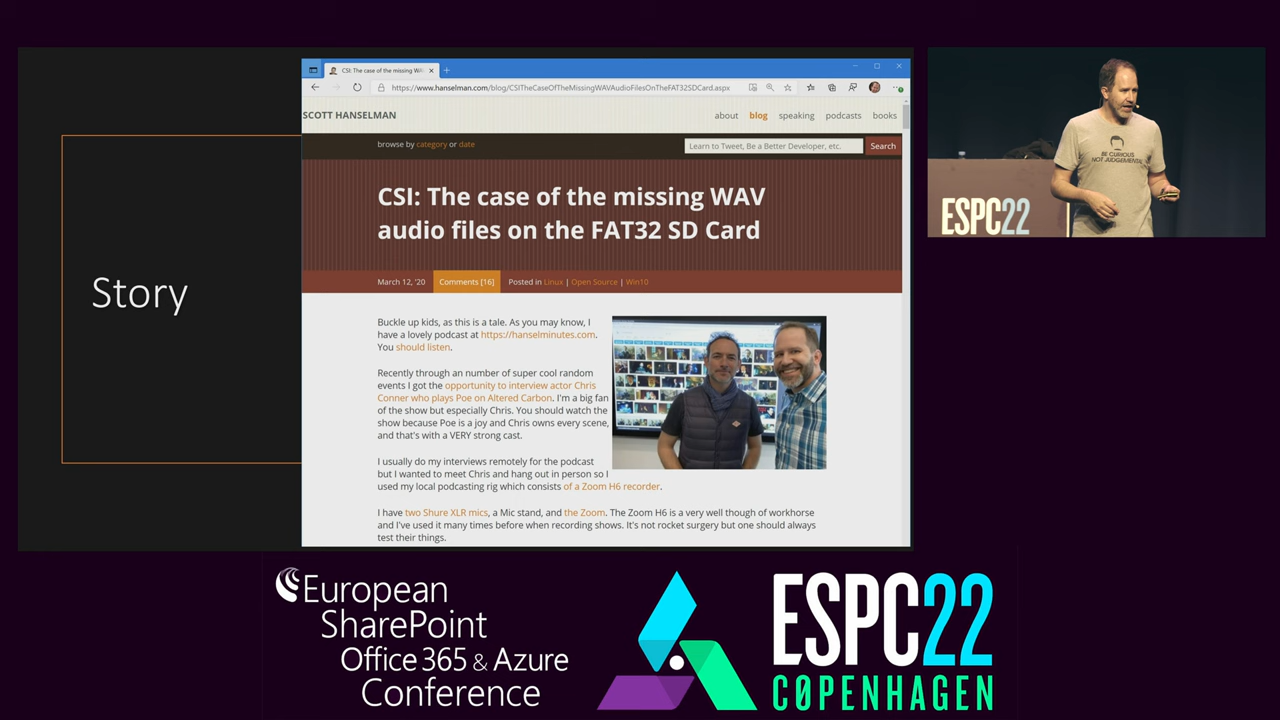 Story
CSI: The case of the missing WA
https://www.hanselman.com/blog/CSITheCaseOfTheMissingWAVAudioFilesOnTheFAT32SDCard.aspx
SCOTT HANSELMAN
about blog speaking podcasts books
browse by category or date
Learn to Tweet, Be a Better Developer, etc. Search
CSI: The case of the missing WAV
audio files on the FAT32 SD Card
March 12, '20 Comments [16] Posted in Linux | Open Source | Win10
Buckle up kids, as this is a tale. As you may know, I
have a lovely podcast at https://hanselminutes.com.
You should listen.
Recently through an number of super cool random
events I got the opportunity to interview actor Chris
Conner who plays Poe on Altered Carbon. I'm a big fan
of the show but especially Chris. You should watch the
show because Poe is a joy and Chris owns every scene,
and that's with a VERY strong cast.
I usually do my interviews remotely for the podcast
but I wanted to meet Chris and hang out in person so I
used my local podcasting rig which consists of a Zoom H6 recorder.
I have two Shure XLR mics, a Mic stand, and the Zoom. The Zoom H6 is a very well though of workhorse
and I've used it many times before when recording shows. It's not rocket surgery but one should always
test their things.
BE CURIOUS
NOT JUDGEMENTAL
ESPC22
European
SharePoint
Office 365 & Azure
Conference
ESPC22
CØPENHAGEN